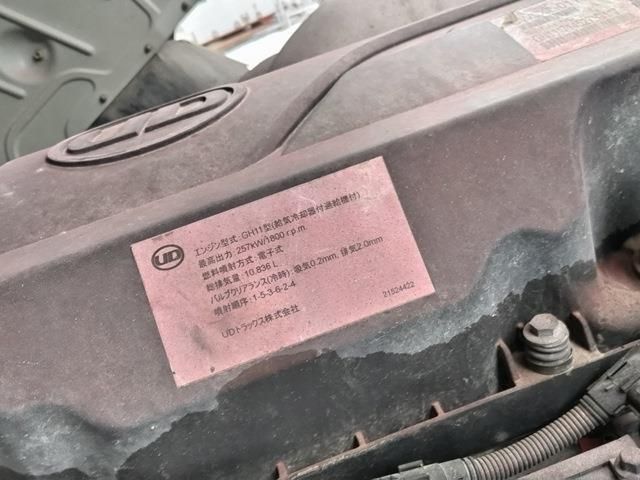 UD
UD
エンジン型式: GH11型(給気冷却器付過給機付)
最高出力: 257kW/1800 r.p.m.
燃料噴射方式: 電子式
総排気量: 10.836 L
バルブクリアランス(冷時): 吸気0.2mm, 排気2.0mm
噴射順序: 1-5-3-6-2-4
UDトラックス株式会社
21524422